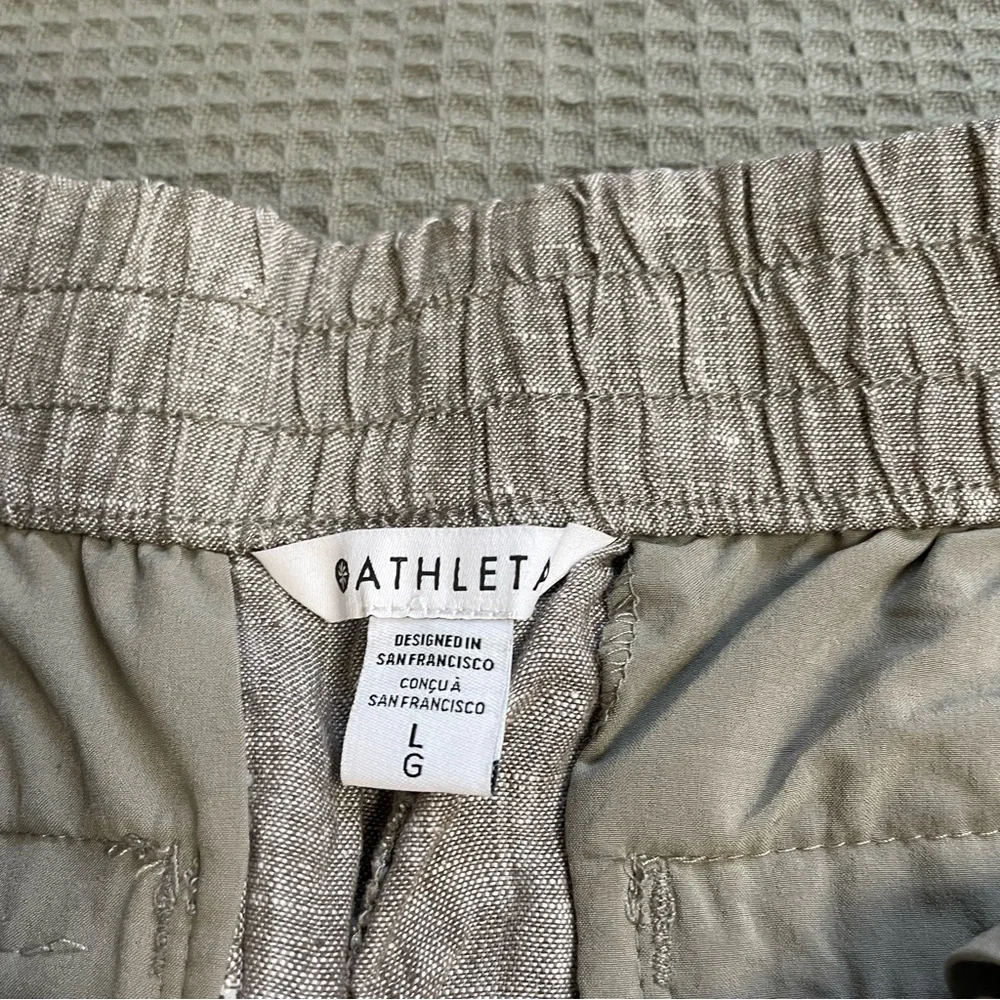 ATHLETA
DESIGNED IN
SAN FRANCISCO
CONÇU À
SAN FRANCISCO
L
G